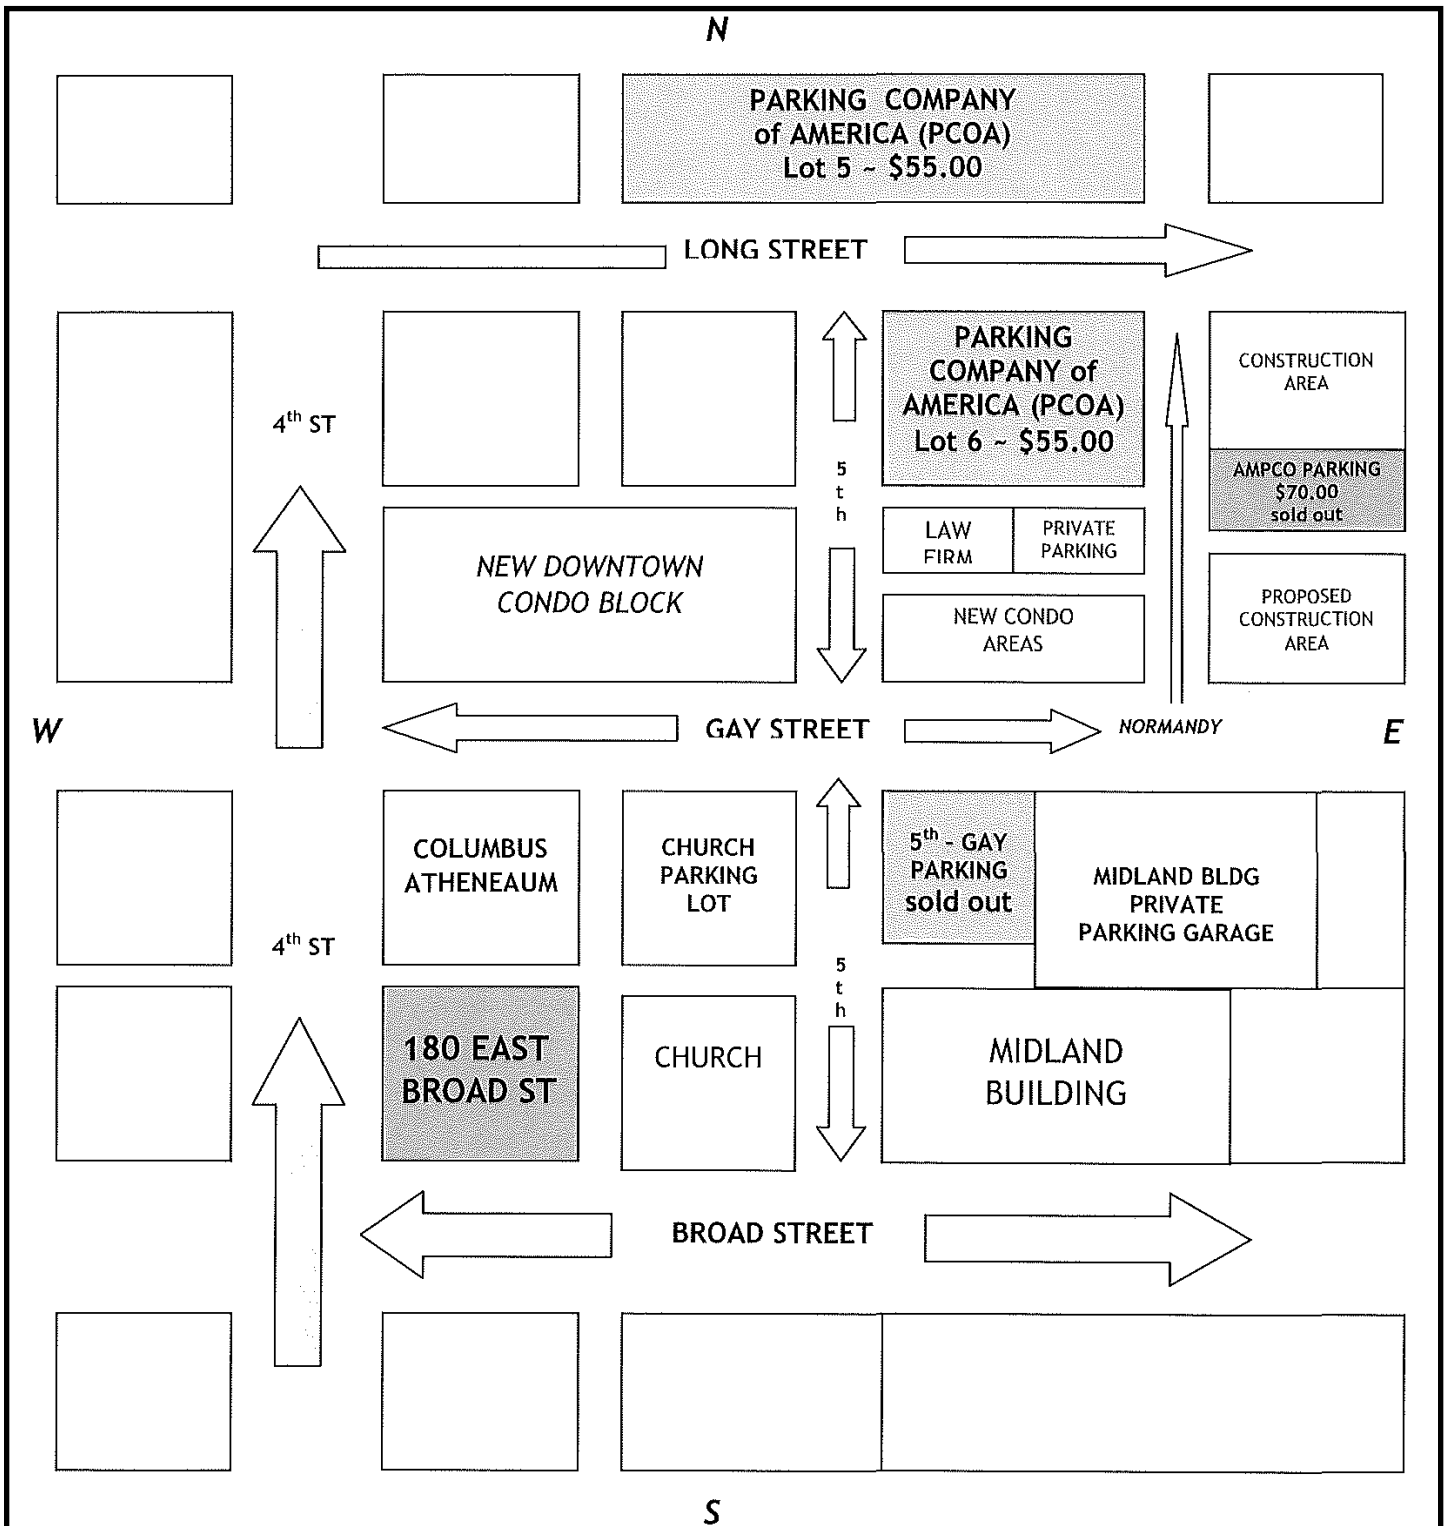 N
PARKING COMPANY
of AMERICA (PCOA)
Lot 5 ~ $55.00
LONG STREET
PARKING
COMPANY of
AMERICA (PCOA)
Lot 6 ~ $55.00
CONSTRUCTION
AREA
4th ST
AMPCO PARKING
$70.00
sold out
5
t
h
LAW
FIRM
PRIVATE
PARKING
NEW DOWNTOWN
CONDO BLOCK
NEW CONDO
AREAS
PROPOSED
CONSTRUCTION
AREA
W
GAY STREET
NORMANDY
E
COLUMBUS
ATHENEAUM
CHURCH
PARKING
LOT
5th - GAY
PARKING
sold out
MIDLAND BLDG
PRIVATE
PARKING GARAGE
4th ST
5
t
h
180 EAST
BROAD ST
CHURCH
MIDLAND
BUILDING
BROAD STREET
S